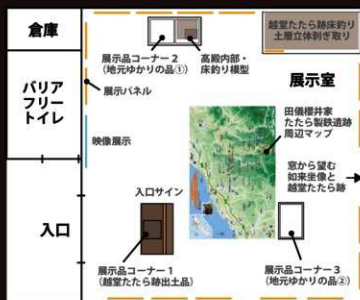 倉庫
バリア
フリー
トイレ
入口
展示品コーナー2
(地元ゆかりの品①)
高殿内部・
床釣り模型
越堂たたら跡床釣り
土層立体剥ぎ取り
展示パネル
展示室
映像展示
田儀櫻井家
たたら製鉄遺跡
周辺マップ
窓から望む
如来坐像と
越堂たたら跡
入口サイン
展示品コーナー1
(越堂たたら跡出土品)
展示品コーナー3
(地元ゆかりの品②)